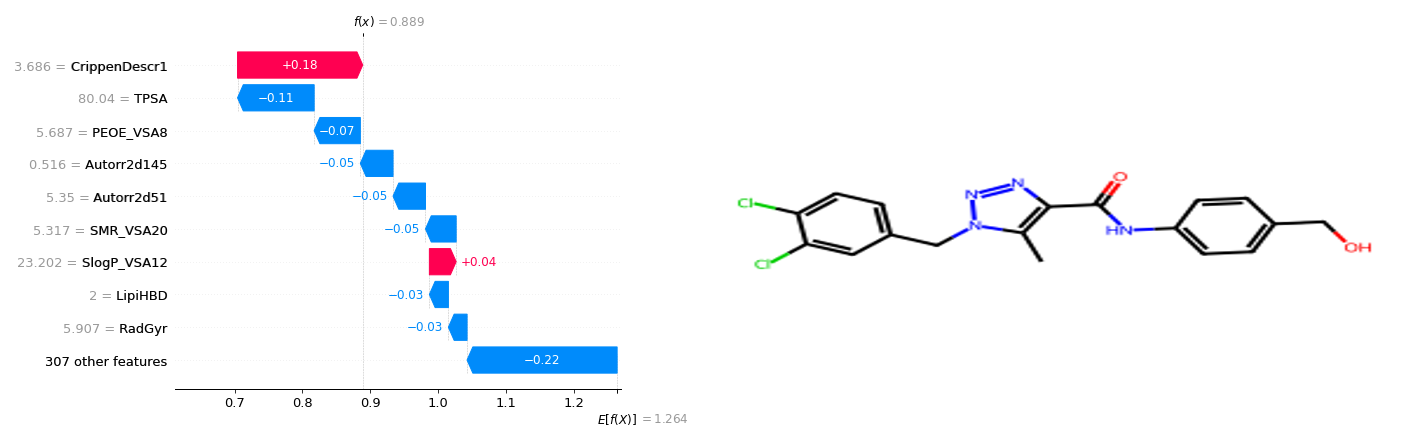 f(x) = 0.889
3.686 = CrippenDescr1
+0.18
80.04 = TPSA
−0.11
5.687 = PEOE_VSA8
−0.07
0.516 = Autorr2d145
−0.05
5.35 = Autorr2d51
−0.05
5.317 = SMR_VSA20
−0.05
23.202 = SlogP_VSA12
+0.04
2 = LipiHBD
−0.03
5.907 = RadGyr
−0.03
307 other features
−0.22
0.7 0.8 0.9 1.0 1.1 1.2
E[f(X)] = 1.264
Cl
Cl
N
N
N
O
HN
OH